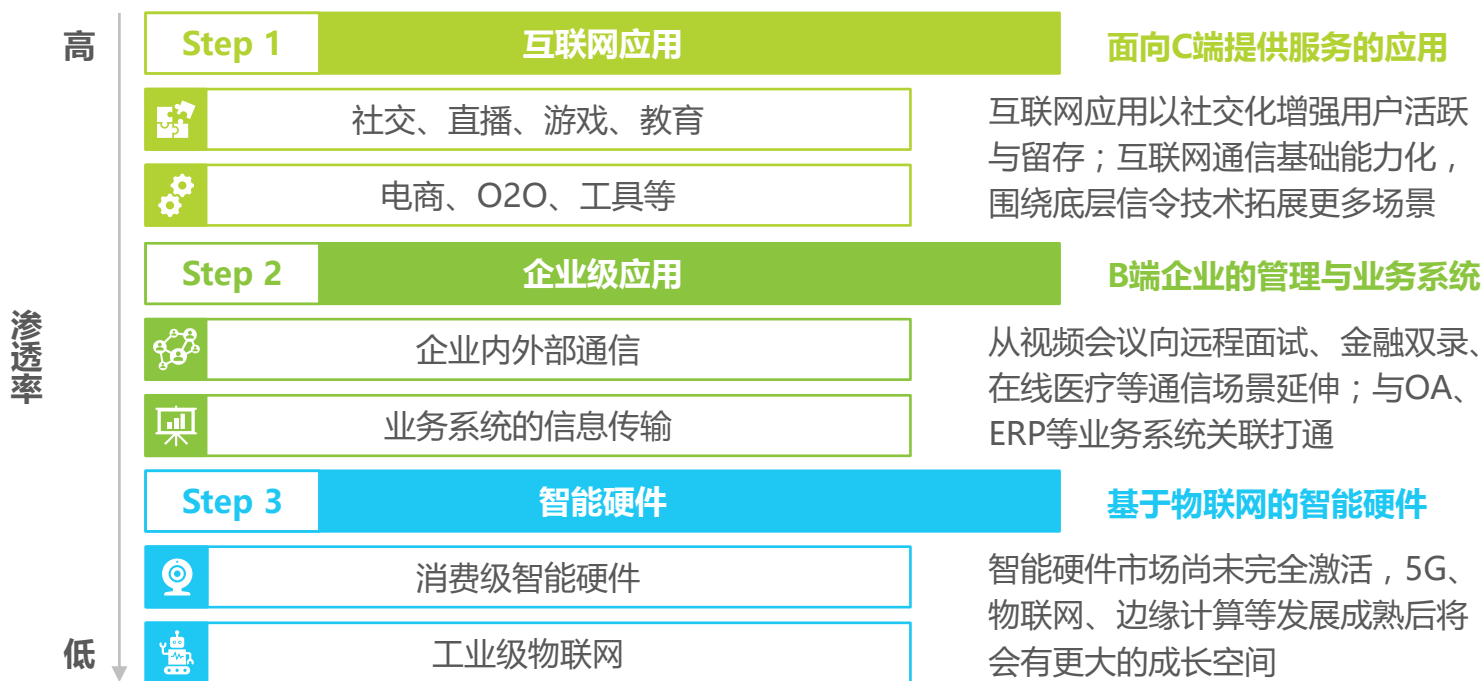 高
渗透率
低
Step 1
互联网应用
面向C端提供服务的应用
社交、直播、游戏、教育
电商、O2O、工具等
互联网应用以社交化增强用户活跃
与留存；互联网通信基础能力化，
围绕底层信令技术拓展更多场景
Step 2
企业级应用
B端企业的管理与业务系统
企业内外部通信
业务系统的信息传输
从视频会议向远程面试、金融双录、
在线医疗等通信场景延伸；与OA、
ERP等业务系统关联打通
Step 3
智能硬件
基于物联网的智能硬件
消费级智能硬件
工业级物联网
智能硬件市场尚未完全激活，5G、
物联网、边缘计算等发展成熟后将
会有更大的成长空间